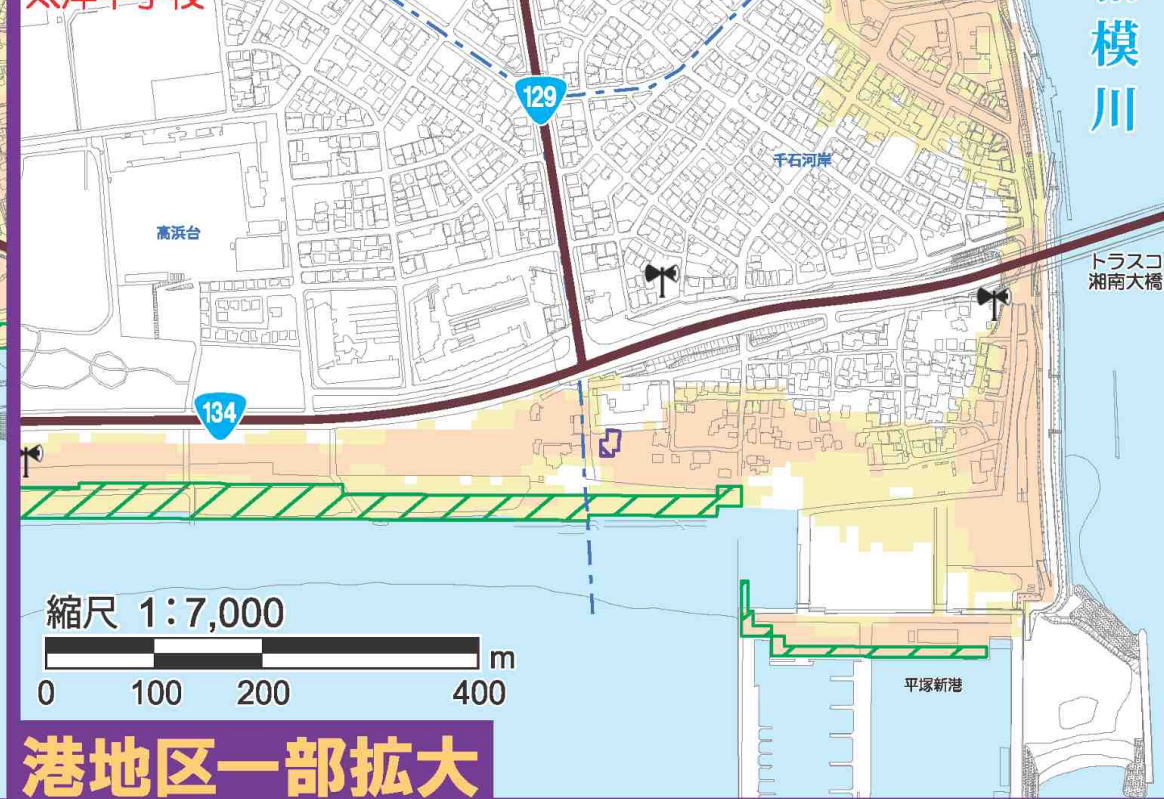 模川
129
千石河岸
高浜台
トラスコ
湘南大橋
134
縮尺 1:7,000
m
0 100 200 400
平塚新港
港地区一部拡大